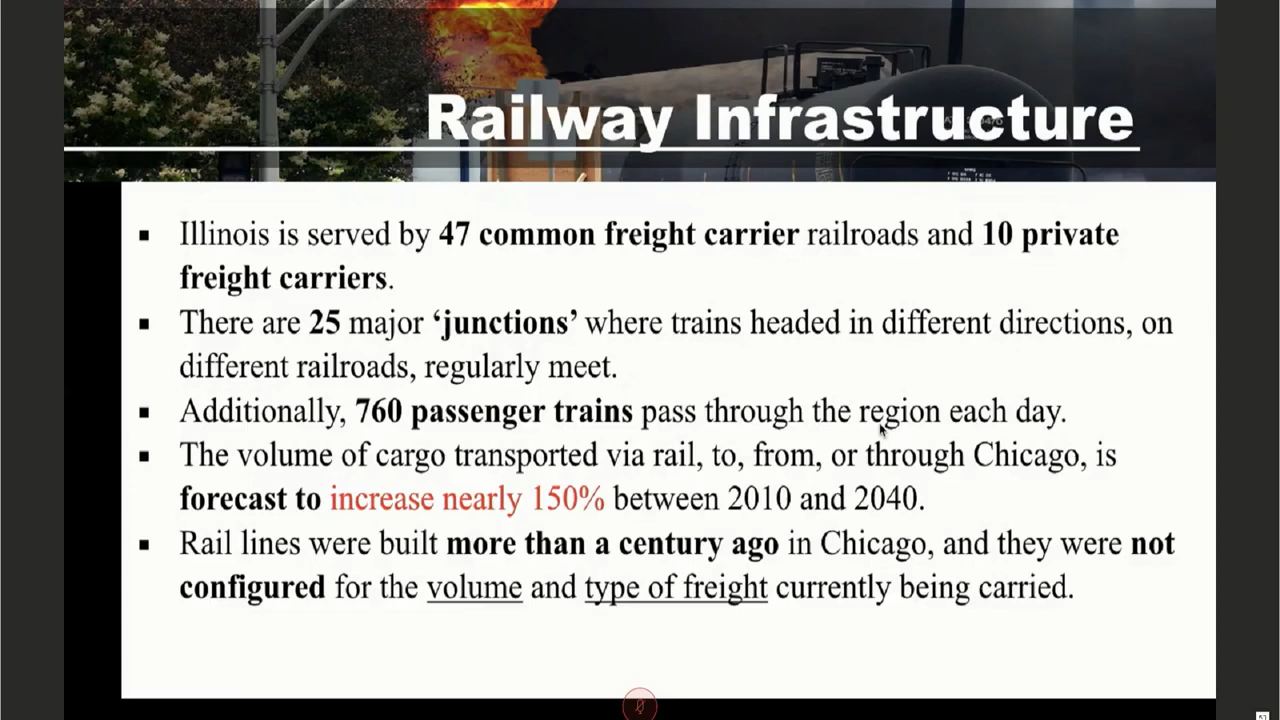 Railway Infrastructure
▪ Illinois is served by 47 common freight carrier railroads and 10 private
freight carriers.
▪ There are 25 major ‘junctions’ where trains headed in different directions, on
different railroads, regularly meet.
▪ Additionally, 760 passenger trains pass through the region each day.
▪ The volume of cargo transported via rail, to, from, or through Chicago, is
forecast to increase nearly 150% between 2010 and 2040.
▪ Rail lines were built more than a century ago in Chicago, and they were not
configured for the volume and type of freight currently being carried.